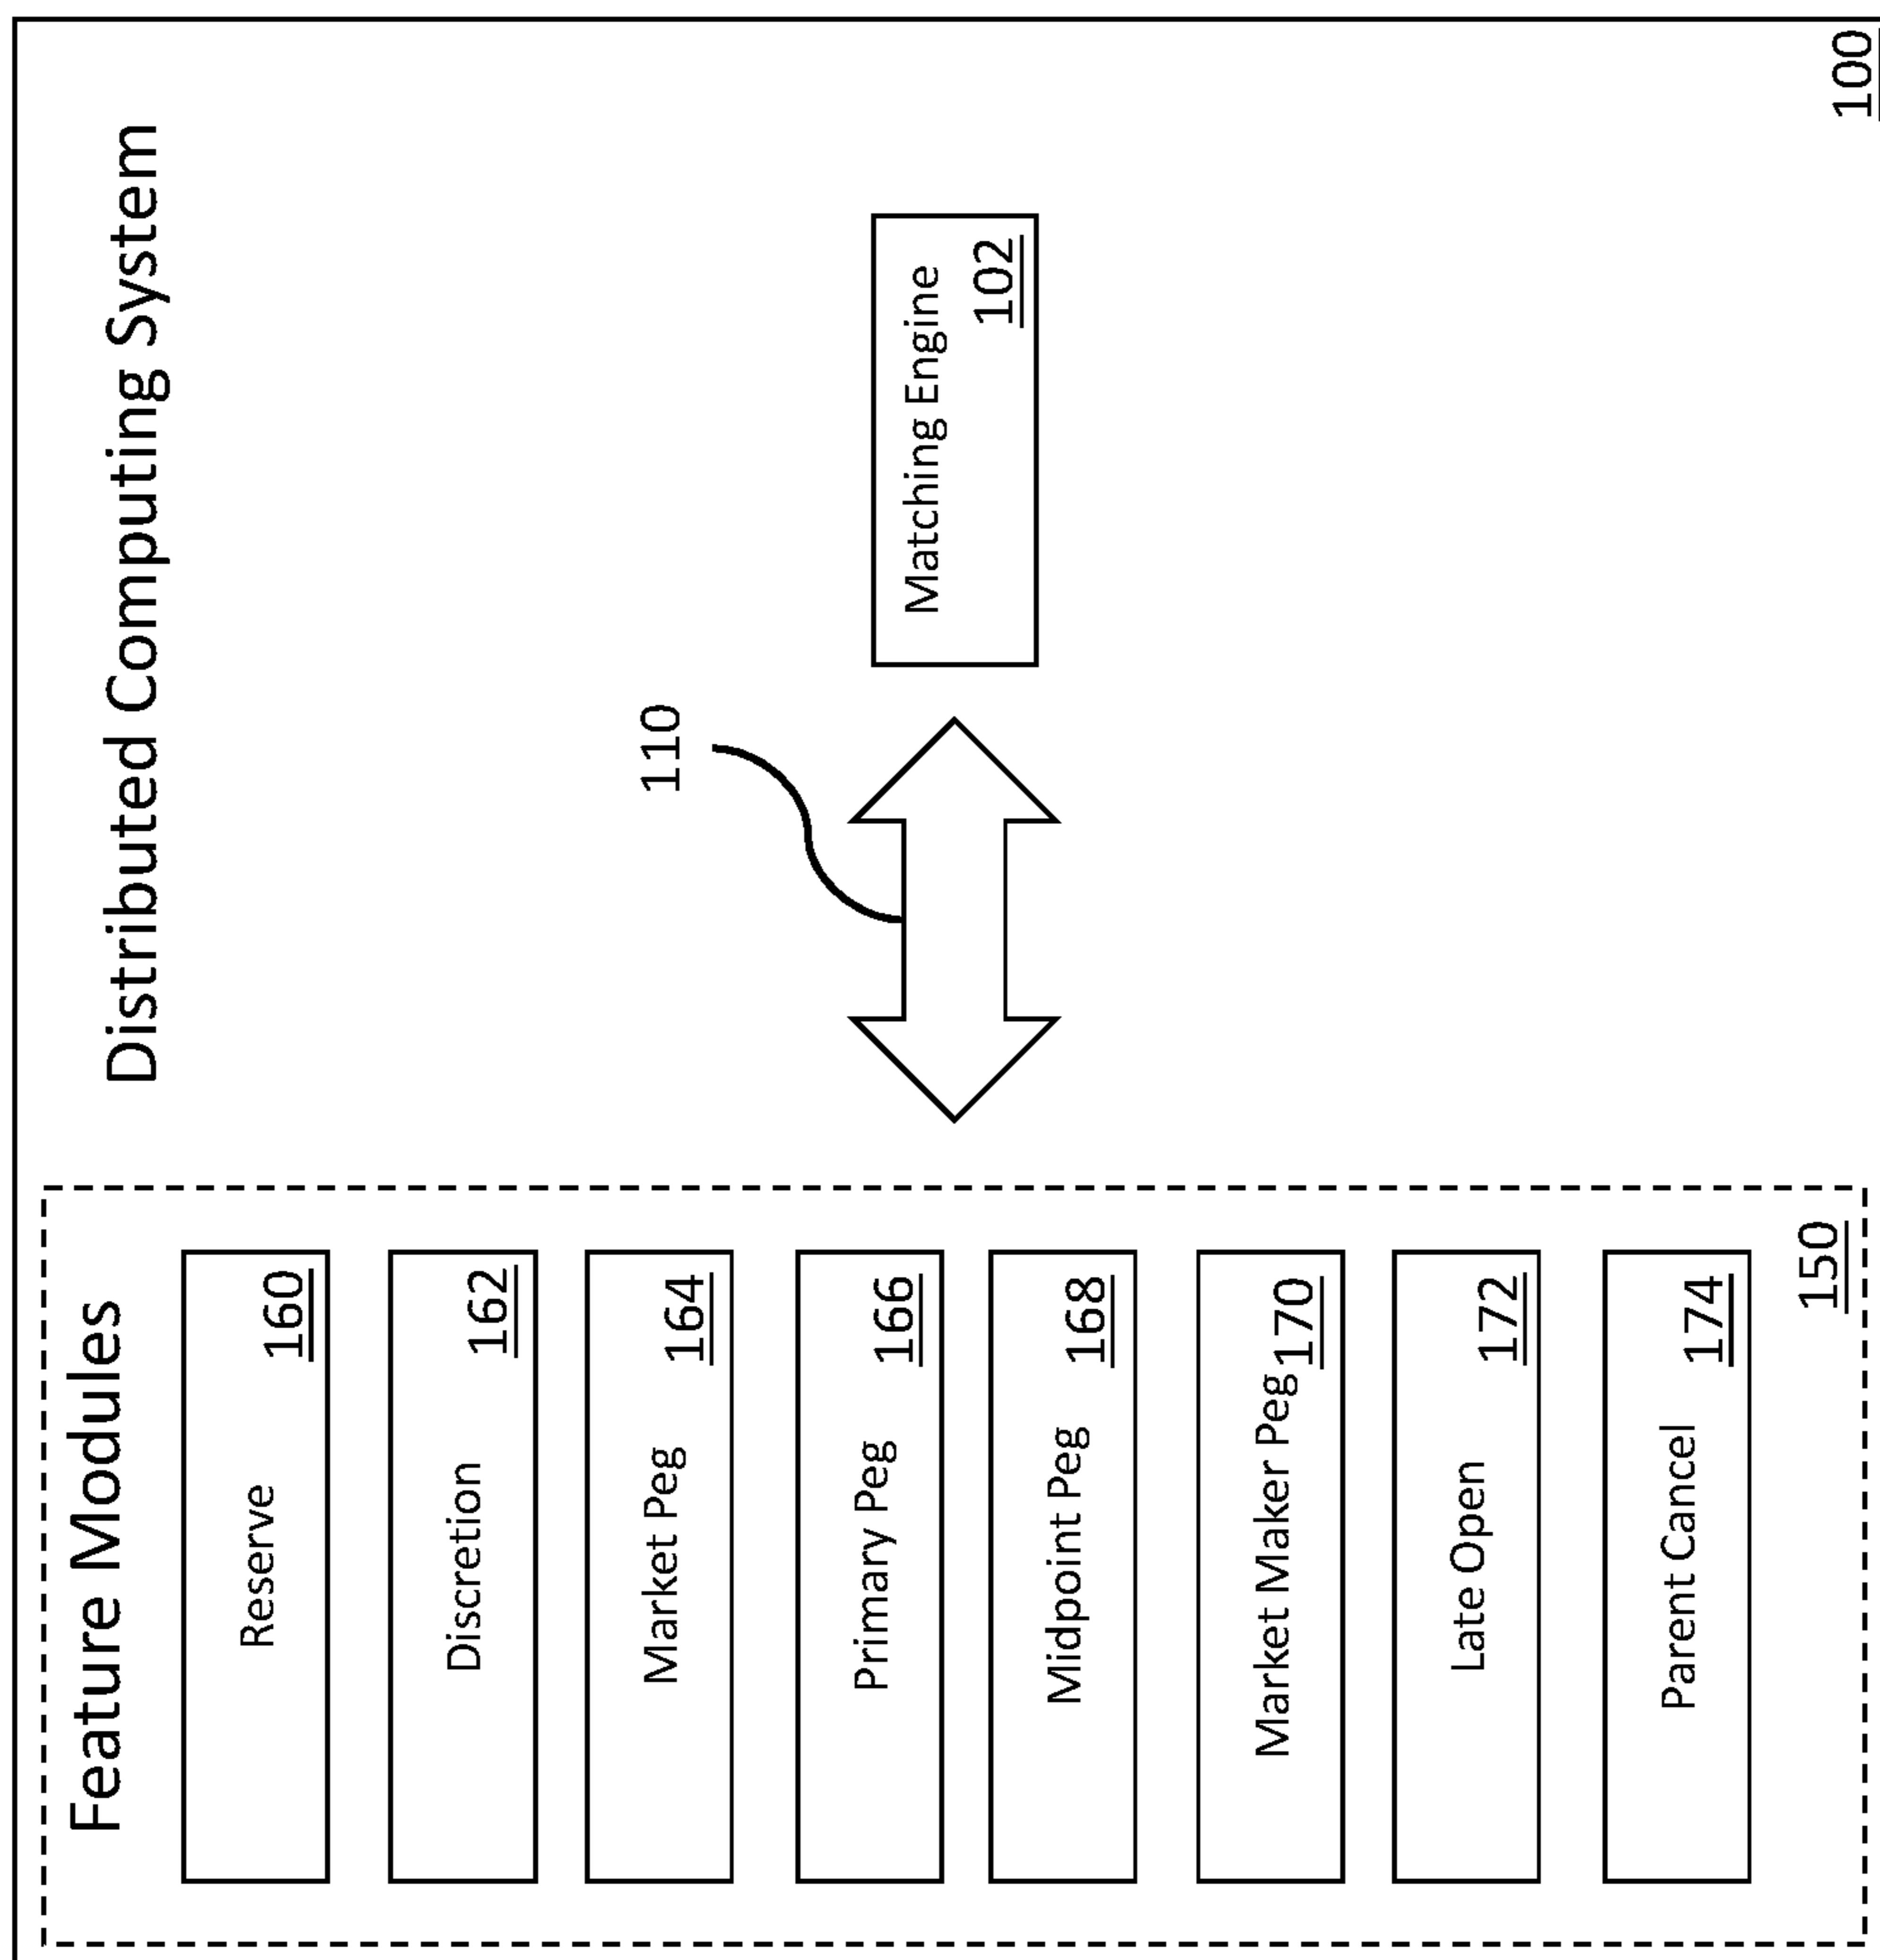 Distributed Computing System
Feature Modules
Reserve
160
Discretion
162
Market Peg
164
Primary Peg
166
Midpoint Peg
168
Market Maker Peg
170
Late Open
172
Parent Cancel
174
150
110
Matching Engine
102
100